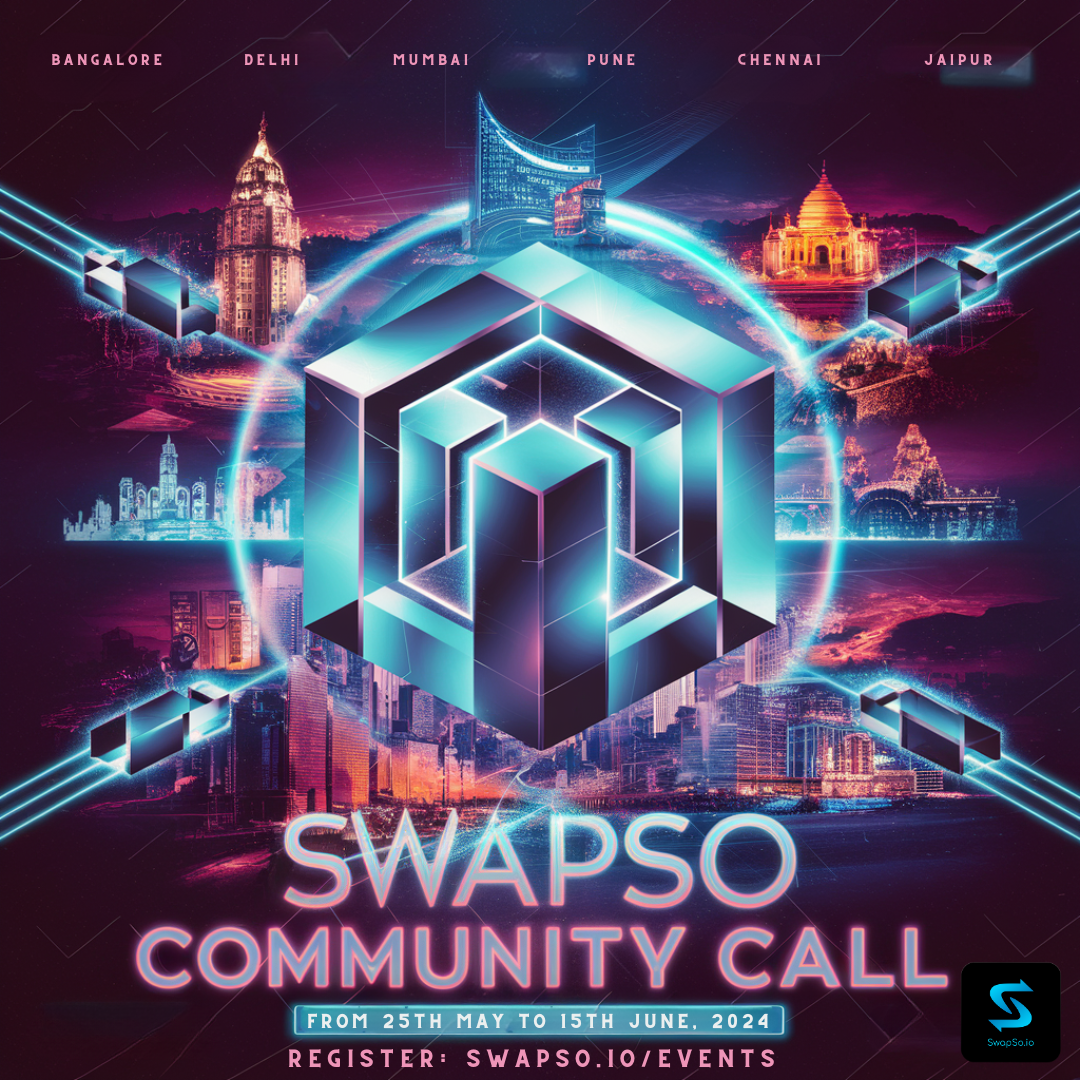 BANGALORE DELHI MUMBAI PUNE CHENNAI JAIPUR
SWAPSO
COMMUNITY CALL
FROM 25TH MAY TO 15TH JUNE, 2024
REGISTER: SWAPSO.IO/EVENTS
SwapSo.io